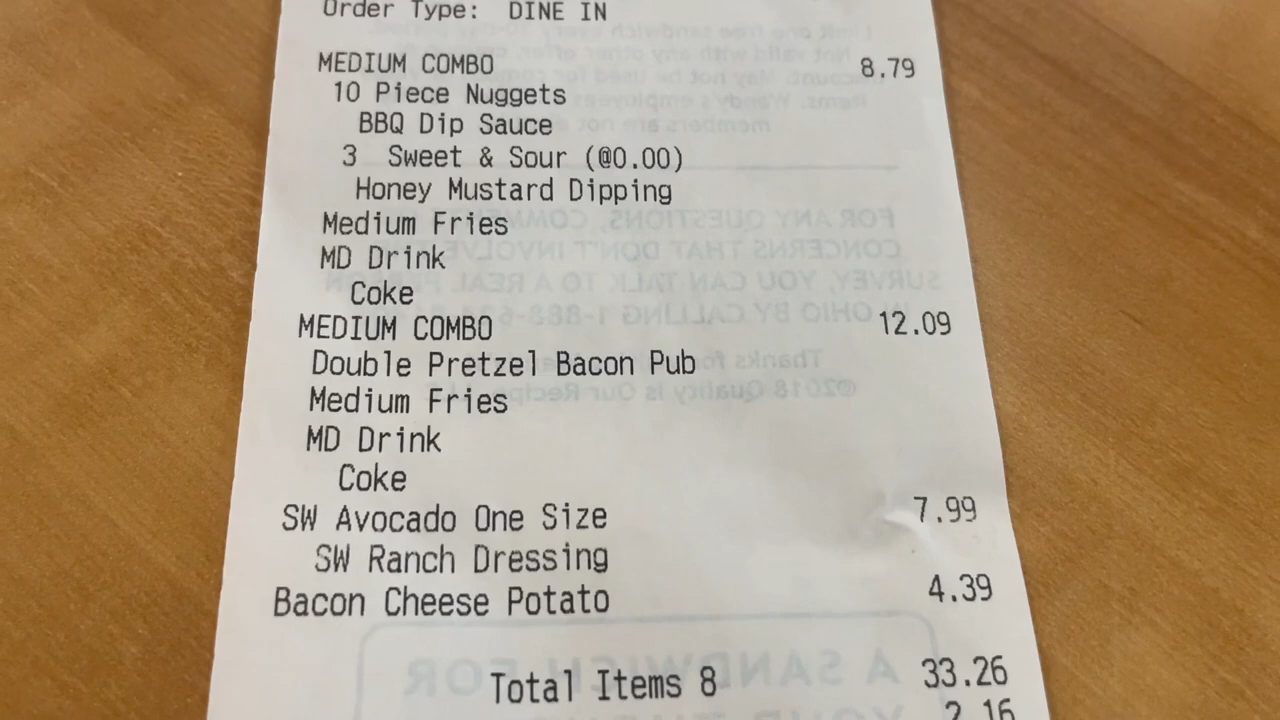 Order Type: DINE IN
MEDIUM COMBO 8.79
10 Piece Nuggets
BBQ Dip Sauce
3 Sweet & Sour (@0.00)
Honey Mustard Dipping
Medium Fries
MD Drink
Coke
MEDIUM COMBO 12.09
Double Pretzel Bacon Pub
Medium Fries
MD Drink
Coke
SW Avocado One Size 7.99
SW Ranch Dressing
Bacon Cheese Potato 4.39
Total Items 8 33.26
2.16